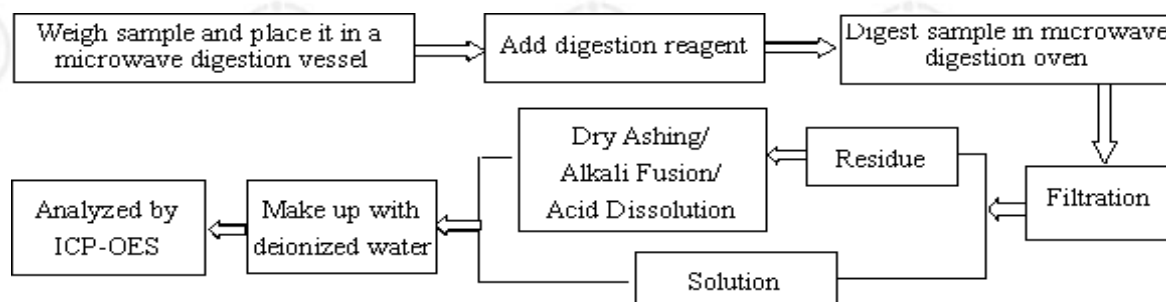 Weigh sample and place it in a
microwave digestion vessel
Add digestion reagent
Digest sample in microwave
digestion oven
Filtration
Residue
Solution
Dry Ashing/
Alkali Fusion/
Acid Dissolution
Make up with
deionized water
Analyzed by
ICP-OES